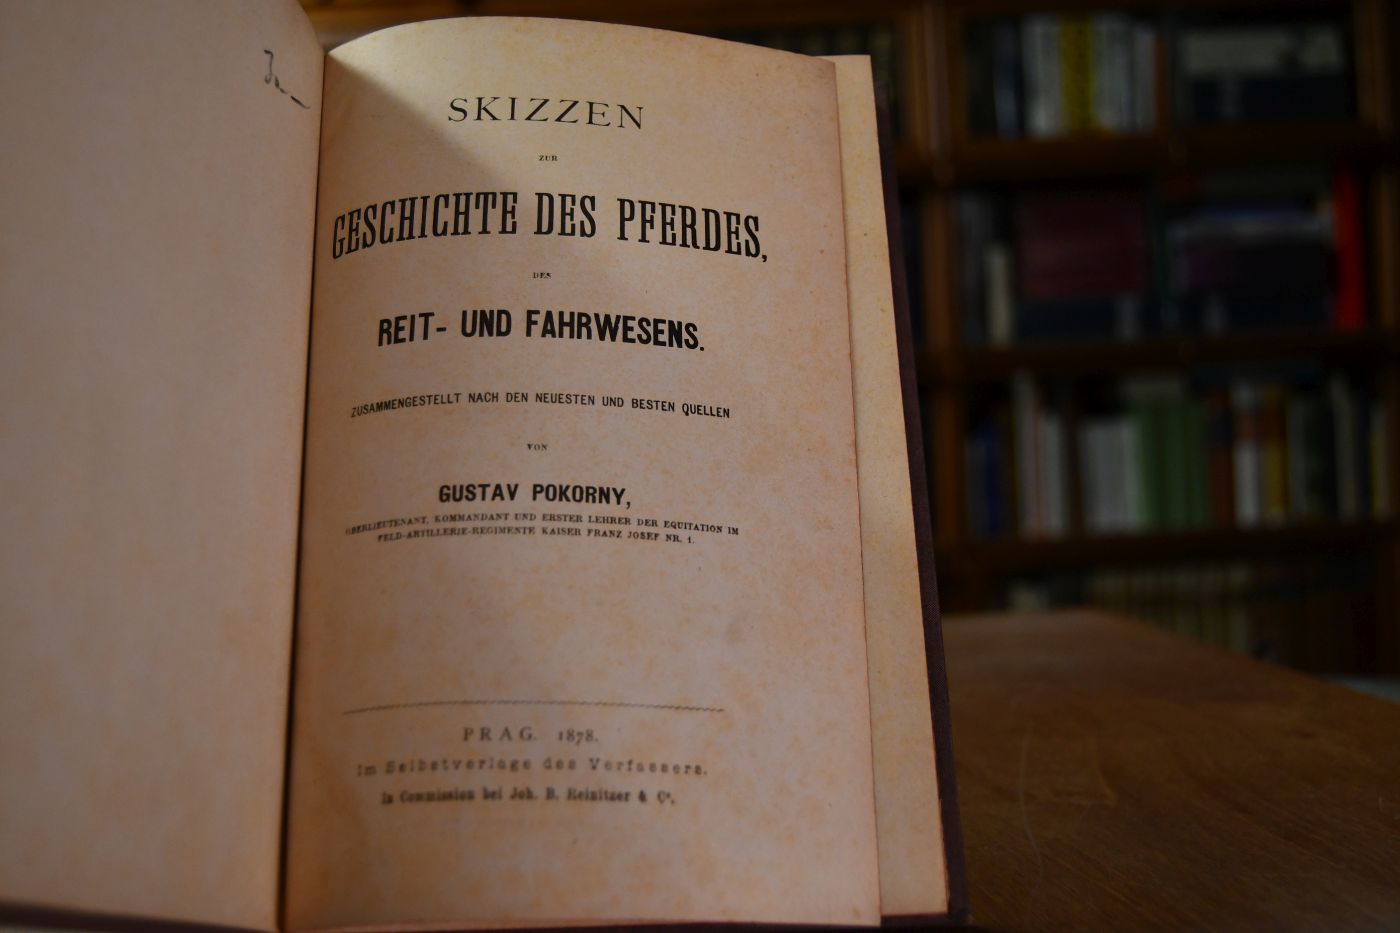 SKIZZEN
ZUR
GESCHICHTE DES PFERDES,
DES
REIT- UND FAHRWESENS.
ZUSAMMENGESTELLT NACH DEN NEUESTEN UND BESTEN QUELLEN
VON
GUSTAV POKORNY,
OBERLIEUTENANT, KOMMANDANT UND ERSTER LEHRER DER EQUITATION IM
FELD-ARTILLERIE-REGIMENTE KAISER FRANZ JOSEF NR. 1.
PRAG. 1878.
Im Selbstverlage des Verfassers.
In Commission bei Joh. B. Reinitzer & Cº.